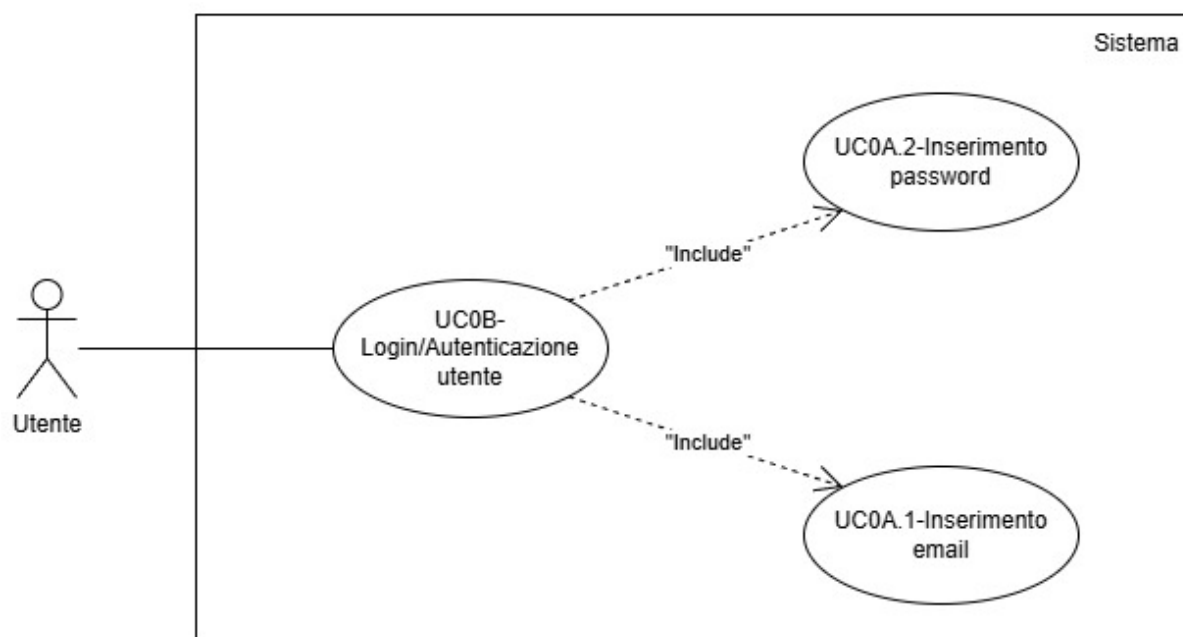 Sistema
UC0A.2-Inserimento
password
"Include"
UC0B-
Login/Autenticazione
utente
Utente
"Include"
UC0A.1-Inserimento
email